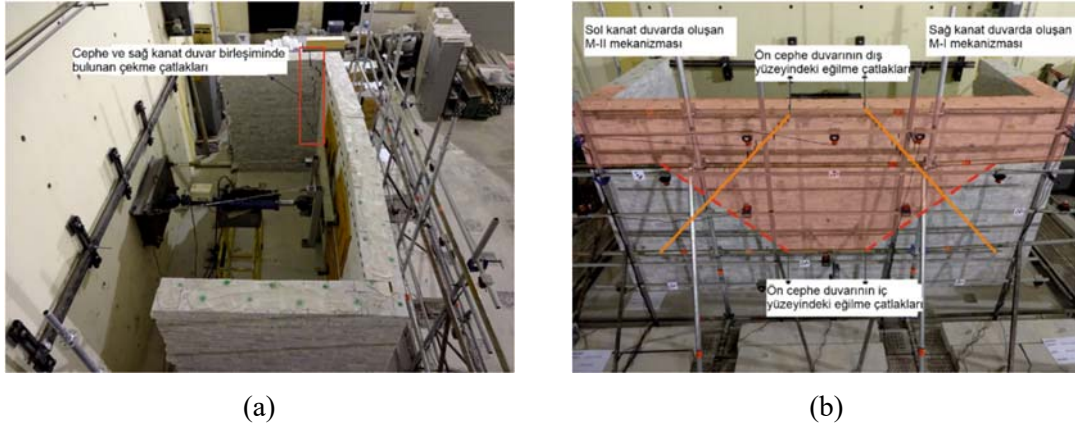 Cephe ve sağ kanat duvar birleşiminde
bulunan çekme çatlakları
Sol kanat duvarda oluşan
M-II mekanizması
Ön cephe duvarının dış
yüzeyindeki eğilme çatlakları
Sağ kanat duvarda oluşan
M-I mekanizması
Ön cephe duvarının iç
yüzeyindeki eğilme çatlakları
(a)
(b)